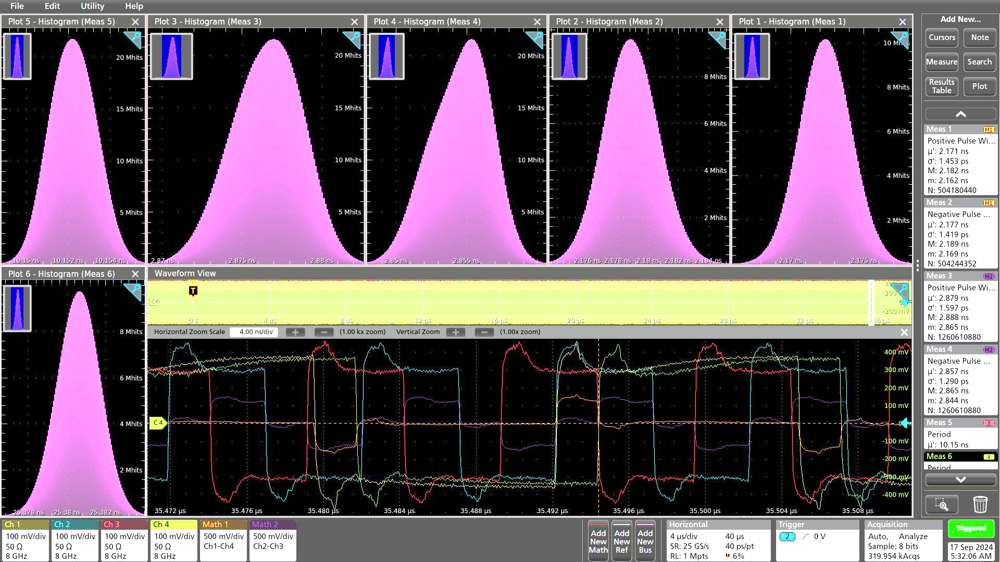 File Edit Utility Help
Plot 5 - Histogram (Meas 5)
20 Mhits
15 Mhits
10 Mhits
5 Mhits
10.15 ns 10.152 ns 10.154 ns
Plot 3 - Histogram (Meas 3)
20 Mhits
15 Mhits
10 Mhits
5 Mhits
2.87 ns 2.875 ns 2.88 ns
Plot 4 - Histogram (Meas 4)
20 Mhits
15 Mhits
10 Mhits
5 Mhits
2.85 ns 2.855 ns
Plot 2 - Histogram (Meas 2)
8 Mhits
6 Mhits
4 Mhits
2 Mhits
2.176 ns 2.178 ns 2.18 ns 2.182 ns 2.184 ns
Plot 1 - Histogram (Meas 1)
8 Mhits
6 Mhits
4 Mhits
2 Mhits
2.17 ns 2.175 ns
Plot 6 - Histogram (Meas 6)
8 Mhits
6 Mhits
4 Mhits
2 Mhits
25.378 ns 25.38 ns 25.382 ns
Waveform View
T
C4
-200 mV
0 s 4 µs 8 µs 12 µs 16 µs 20 µs 24 µs 28 µs 32 µs 36 µs
Horizontal Zoom Scale 4.00 ns/div + − (1.00 kx zoom) Vertical Zoom + − (1.00x zoom)
400 mV
300 mV
200 mV
100 mV
C 4
-100 mV
-200 mV
-300 mV
-400 mV
35.472 µs 35.476 µs 35.480 µs 35.484 µs 35.488 µs 35.492 µs 35.496 µs 35.500 µs 35.504 µs 35.508 µs
Add New...
Cursors Note
Measure Search
Results Table Plot
Meas 1 M1
Positive Pulse Wi...
µ': 2.171 ns
σ': 1.453 ps
M: 2.182 ns
m: 2.162 ns
N: 504180440
Meas 2 M1
Negative Pulse ...
µ': 2.177 ns
σ': 1.419 ps
M: 2.189 ns
m: 2.169 ns
N: 504244352
Meas 3 M2
Positive Pulse Wi...
µ': 2.879 ns
σ': 1.597 ps
M: 2.888 ns
m: 2.865 ns
N: 1260610880
Meas 4 M2
Negative Pulse ...
µ': 2.857 ns
σ': 1.290 ps
M: 2.865 ns
m: 2.844 ns
N: 1260610880
Meas 5 3
Period
µ': 10.15 ns
Meas 6 4
Period
Ch 1
100 mV/div
50 Ω
8 GHz
Ch 2
100 mV/div
50 Ω
8 GHz
Ch 3
100 mV/div
50 Ω
8 GHz
Ch 4
100 mV/div
50 Ω
8 GHz
Math 1
500 mV/div
Ch1-Ch4
Math 2
500 mV/div
Ch2-Ch3
Add New Math
Add New Ref
Add New Bus
Horizontal
4 µs/div 40 µs
SR: 25 GS/s 40 ps/pt
RL: 1 Mpts 6%
Trigger
2 0 V
Acquisition
Auto, Analyze
Sample: 8 bits
319.954 kAcqs
Triggered
17 Sep 2024
5:32:06 AM